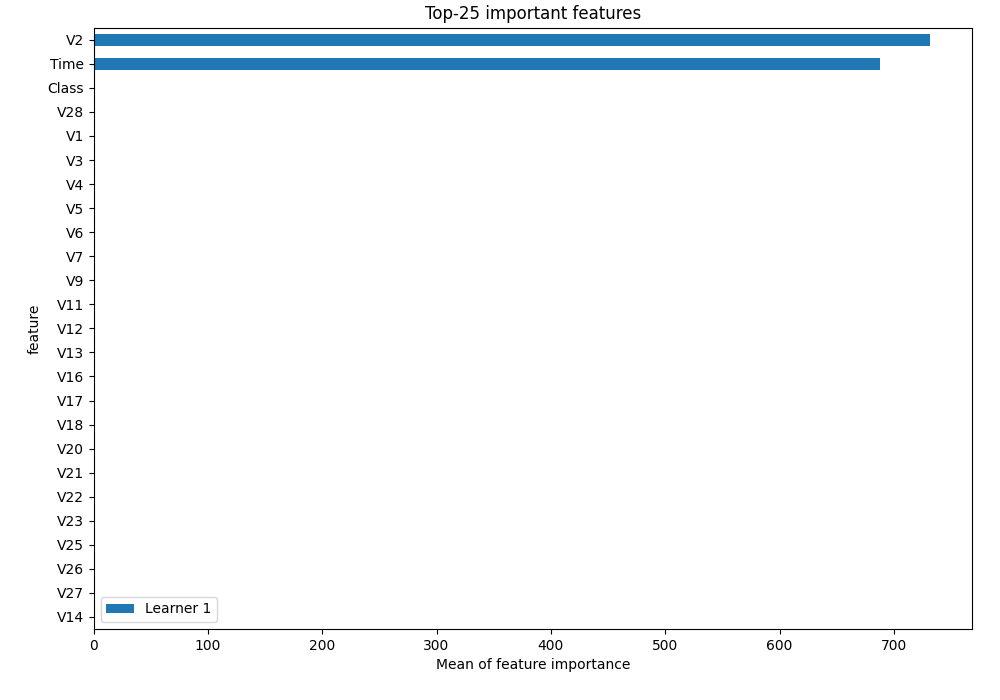 Top-25 important features
V2
Time
Class
V28
V1
V3
V4
V5
V6
V7
V9
V11
V12
V13
V16
V17
V18
V20
V21
V22
V23
V25
V26
V27
V14
feature
Learner 1
0 100 200 300 400 500 600 700
Mean of feature importance